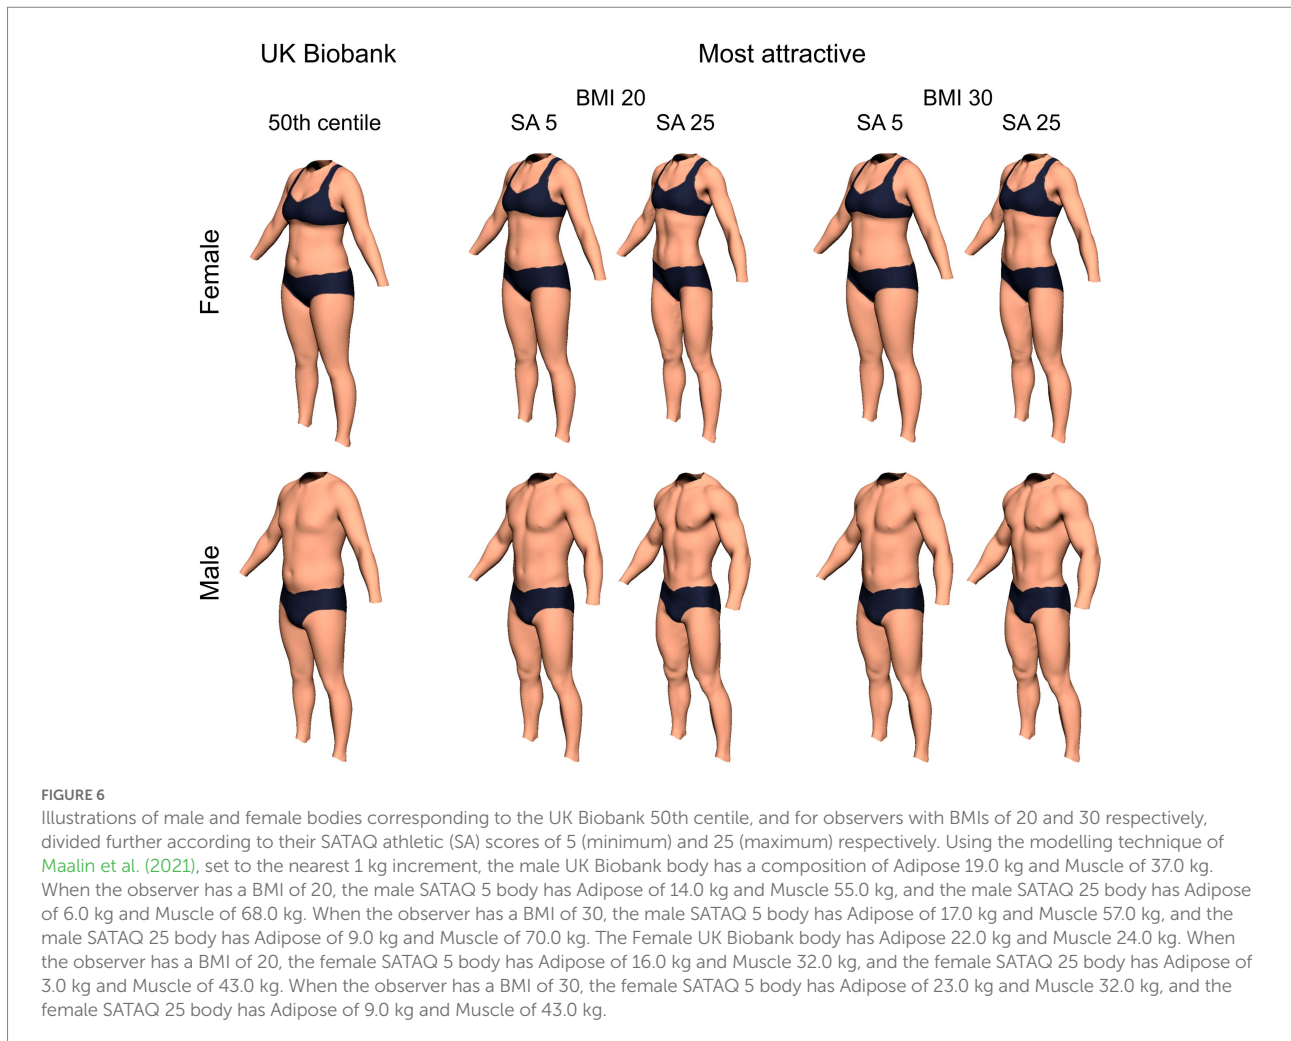 UK Biobank
Most attractive
BMI 20
BMI 30
50th centile
SA 5
SA 25
SA 5
SA 25
Female
Male
FIGURE 6
Illustrations of male and female bodies corresponding to the UK Biobank 50th centile, and for observers with BMIs of 20 and 30 respectively,
divided further according to their SATAQ athletic (SA) scores of 5 (minimum) and 25 (maximum) respectively. Using the modelling technique of
Maalin et al. (2021), set to the nearest 1 kg increment, the male UK Biobank body has a composition of Adipose 19.0 kg and Muscle of 37.0 kg.
When the observer has a BMI of 20, the male SATAQ 5 body has Adipose of 14.0 kg and Muscle 55.0 kg, and the male SATAQ 25 body has Adipose
of 6.0 kg and Muscle of 68.0 kg. When the observer has a BMI of 30, the male SATAQ 5 body has Adipose of 17.0 kg and Muscle 57.0 kg, and the
male SATAQ 25 body has Adipose of 9.0 kg and Muscle of 70.0 kg. The Female UK Biobank body has Adipose 22.0 kg and Muscle 24.0 kg. When
the observer has a BMI of 20, the female SATAQ 5 body has Adipose of 16.0 kg and Muscle 32.0 kg, and the female SATAQ 25 body has Adipose of
3.0 kg and Muscle of 43.0 kg. When the observer has a BMI of 30, the female SATAQ 5 body has Adipose of 23.0 kg and Muscle 32.0 kg, and the
female SATAQ 25 body has Adipose of 9.0 kg and Muscle of 43.0 kg.